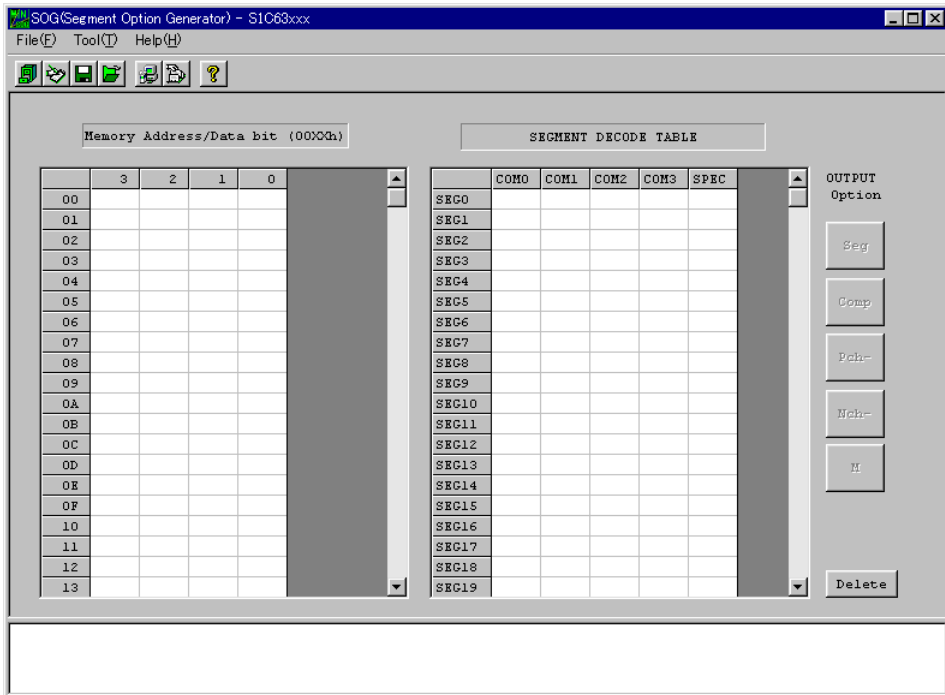 SOG(Segment Option Generator) - S1C63xxx
File(F) Tool(T) Help(H)
Memory Address/Data bit (00XXh)
SEGMENT DECODE TABLE
3 2 1 0
COM0 COM1 COM2 COM3 SPEC
OUTPUT
Option
00 SEG0
01 SEG1
02 SEG2
03 SEG3
04 SEG4
05 SEG5
06 SEG6
07 SEG7
08 SEG8
09 SEG9
0A SEG10
0B SEG11
0C SEG12
0D SEG13
0E SEG14
0F SEG15
10 SEG16
11 SEG17
12 SEG18
13 SEG19
Seg
Comp
Pch-
Nch-
M
Delete